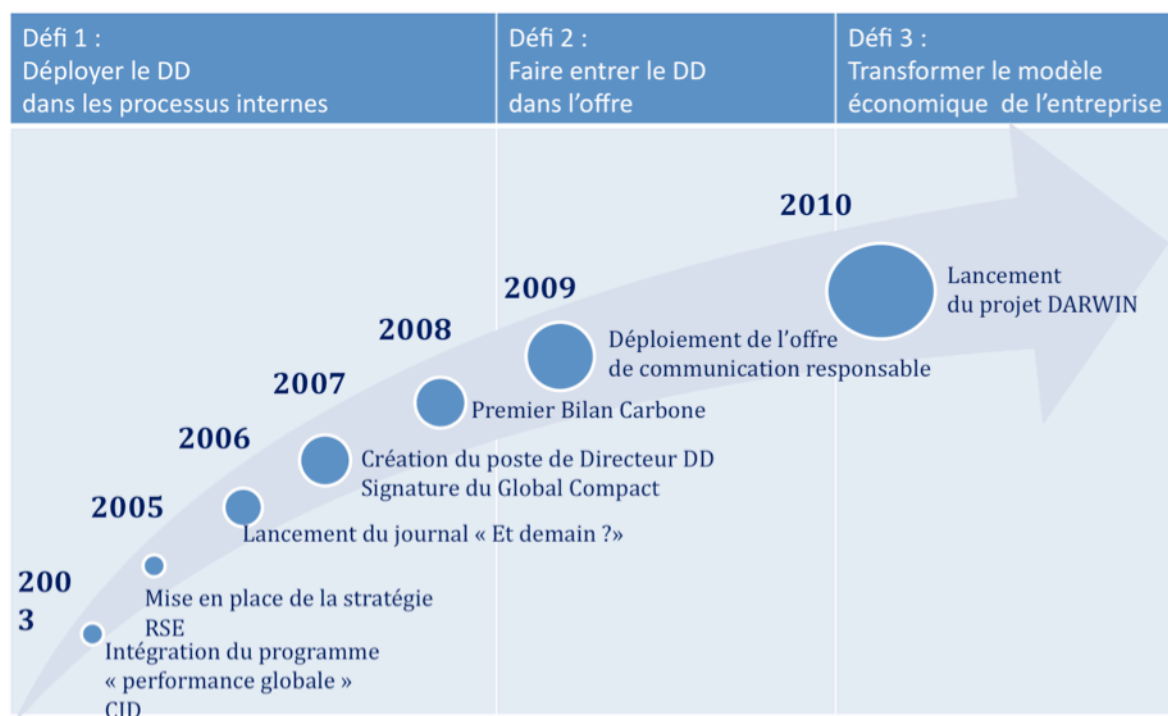 Défi 1 :
Déployer le DD
dans les processus internes
Défi 2 :
Faire entrer le DD
dans l’offre
Défi 3 :
Transformer le modèle
économique de l’entreprise
2010
Lancement
du projet DARWIN
2009
Déploiement de l’offre
de communication responsable
2008
Premier Bilan Carbone
2007
Création du poste de Directeur DD
Signature du Global Compact
2006
Lancement du journal « Et demain ?»
2005
Mise en place de la stratégie
RSE
200
3
Intégration du programme
« performance globale »
CJD